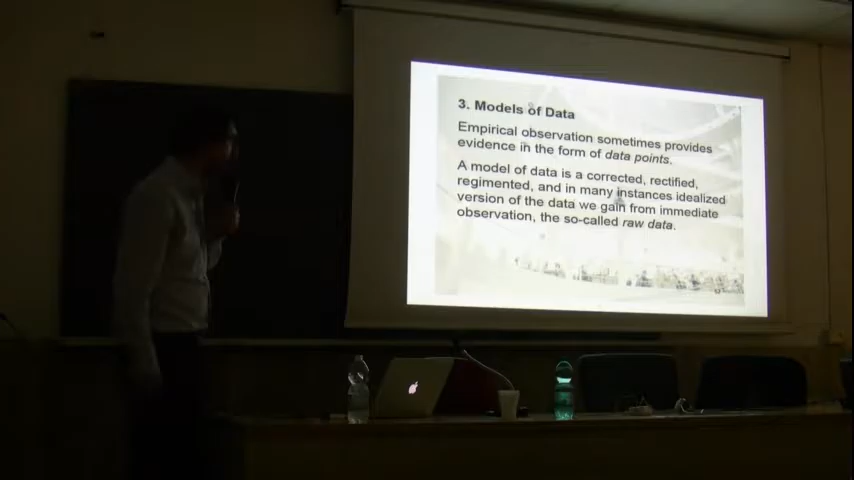 3. Models of Data
Empirical observation sometimes provides
evidence in the form of data points.
A model of data is a corrected, rectified,
regimented, and in many instances idealized
version of the data we gain from immediate
observation, the so-called raw data.